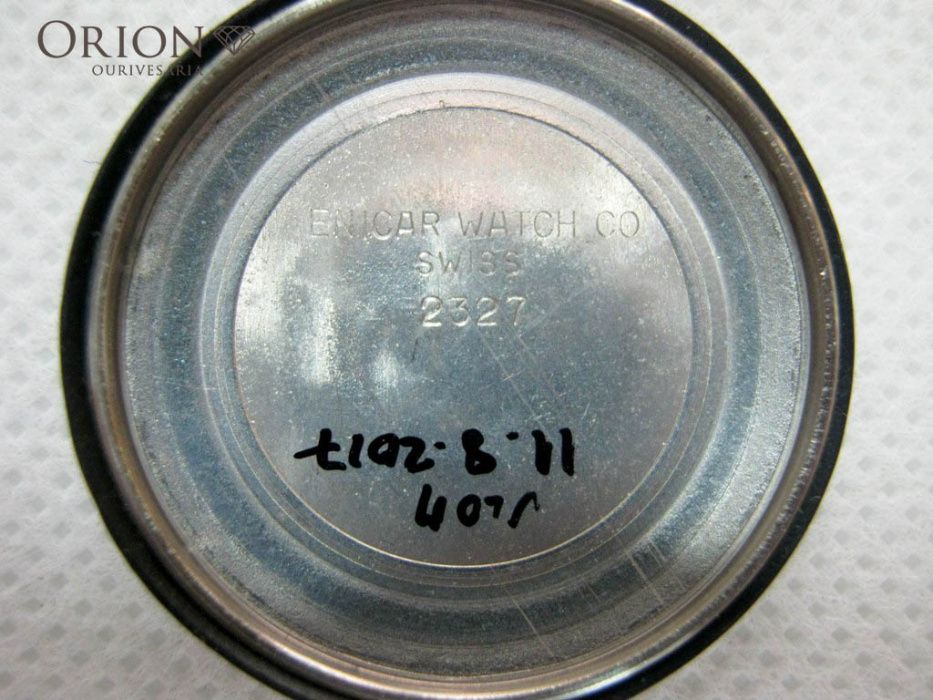 ORION
OURIVESARIA
ENICAR WATCH CO
SWISS
2327
11.8.2017